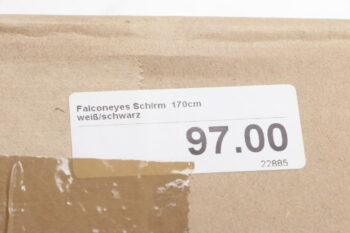 Falconeyes Schirm 170cm
weiß/schwarz
97.00
22885